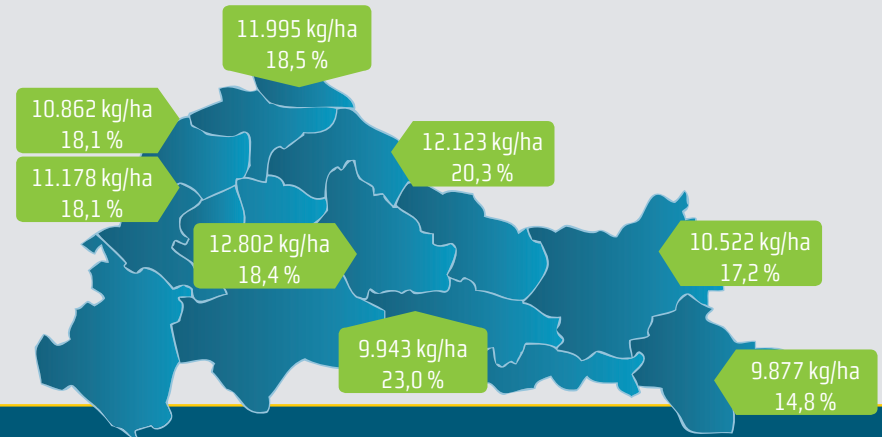 11.995 kg/ha
18,5 %
10.862 kg/ha
18,1 %
12.123 kg/ha
20,3 %
11.178 kg/ha
18,1 %
12.802 kg/ha
18,4 %
10.522 kg/ha
17,2 %
9.943 kg/ha
23,0 %
9.877 kg/ha
14,8 %